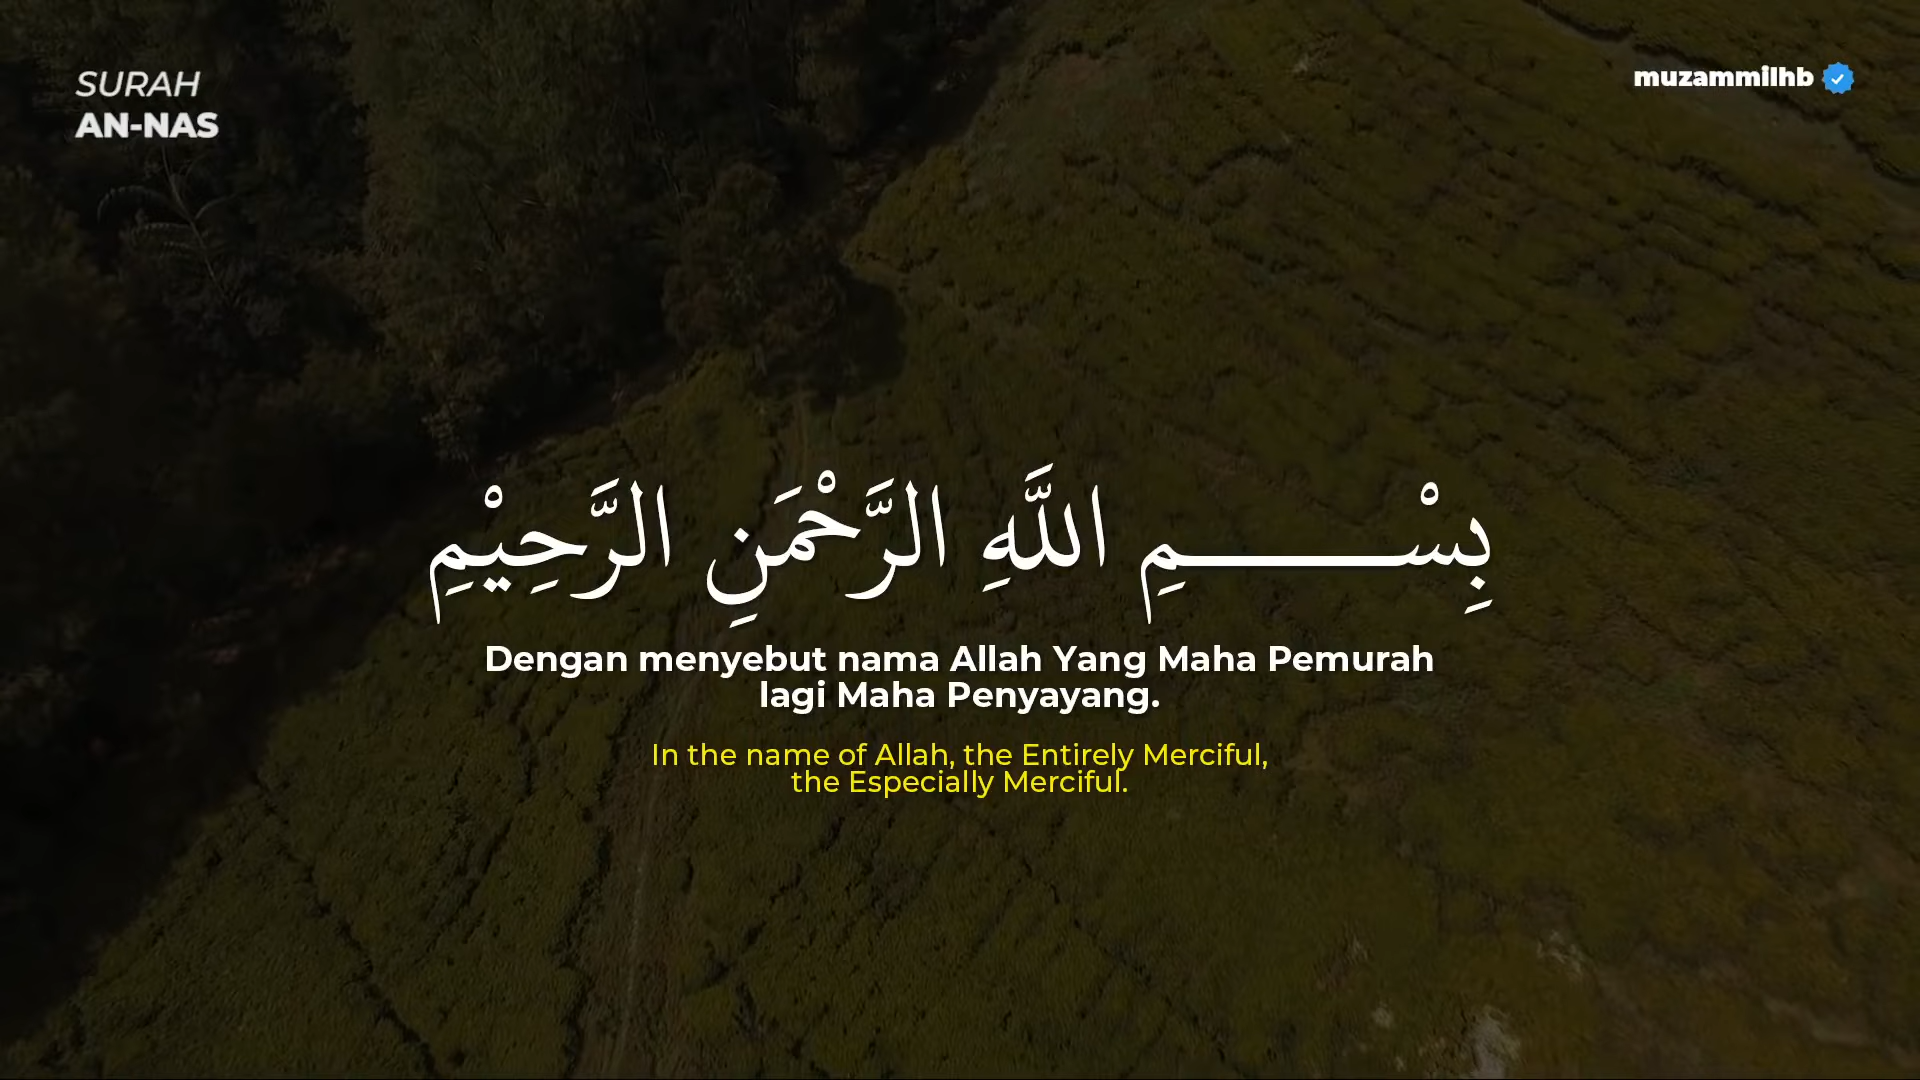 SURAH
AN-NAS
muzammilhb
بِسْــــــــــمِ اللَّهِ الرَّحْمَنِ الرَّحِيْمِ
Dengan menyebut nama Allah Yang Maha Pemurah
lagi Maha Penyayang.
In the name of Allah, the Entirely Merciful,
the Especially Merciful.